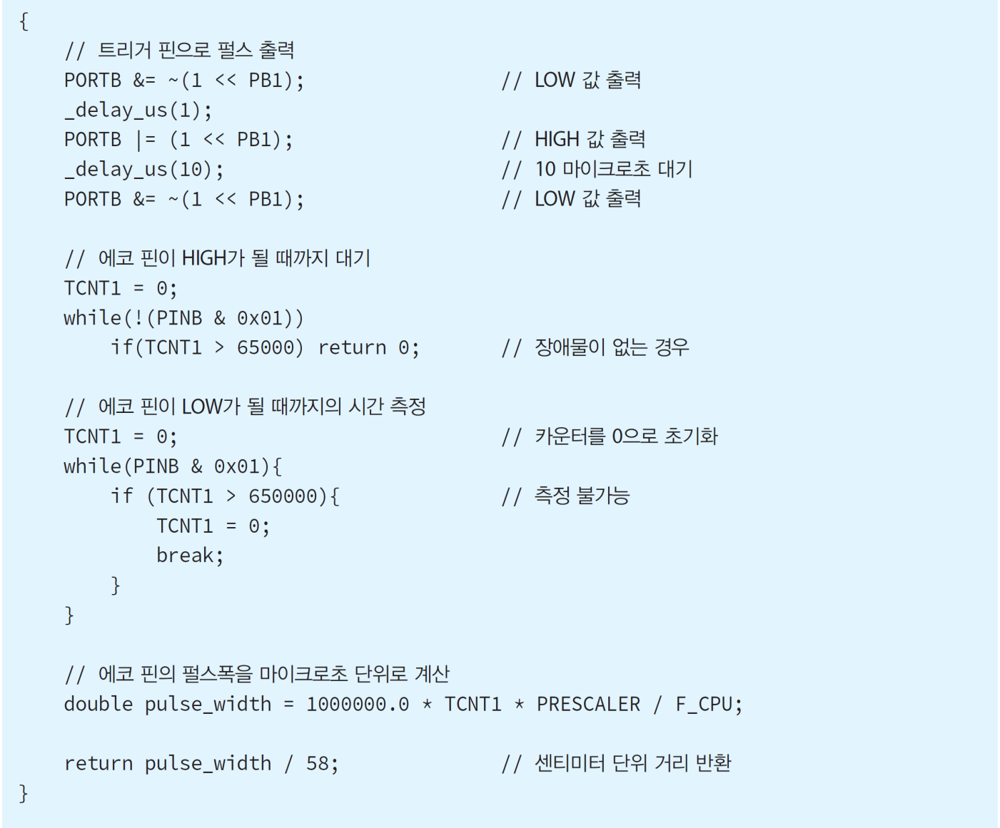 {
// 트리거 핀으로 펄스 출력
PORTB &= ~(1 << PB1); // LOW 값 출력
_delay_us(1);
PORTB |= (1 << PB1); // HIGH 값 출력
_delay_us(10); // 10 마이크로초 대기
PORTB &= ~(1 << PB1); // LOW 값 출력
// 에코 핀이 HIGH가 될 때까지 대기
TCNT1 = 0;
while(!(PINB & 0x01))
if(TCNT1 > 65000) return 0; // 장애물이 없는 경우
// 에코 핀이 LOW가 될 때까지의 시간 측정
TCNT1 = 0; // 카운터를 0으로 초기화
while(PINB & 0x01){
if (TCNT1 > 650000){ // 측정 불가능
TCNT1 = 0;
break;
}
}
// 에코 핀의 펄스폭을 마이크로초 단위로 계산
double pulse_width = 1000000.0 * TCNT1 * PRESCALER / F_CPU;
return pulse_width / 58; // 센티미터 단위 거리 반환
}